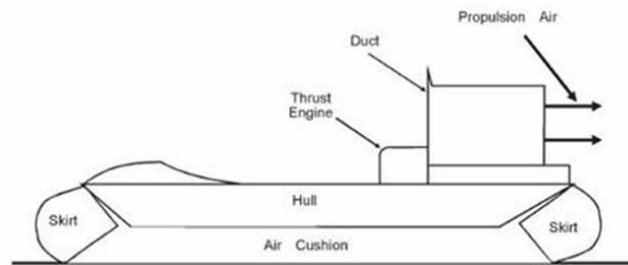 Propulsion Air
Duct
Thrust
Engine
Hull
Skirt
Skirt
Air Cushion